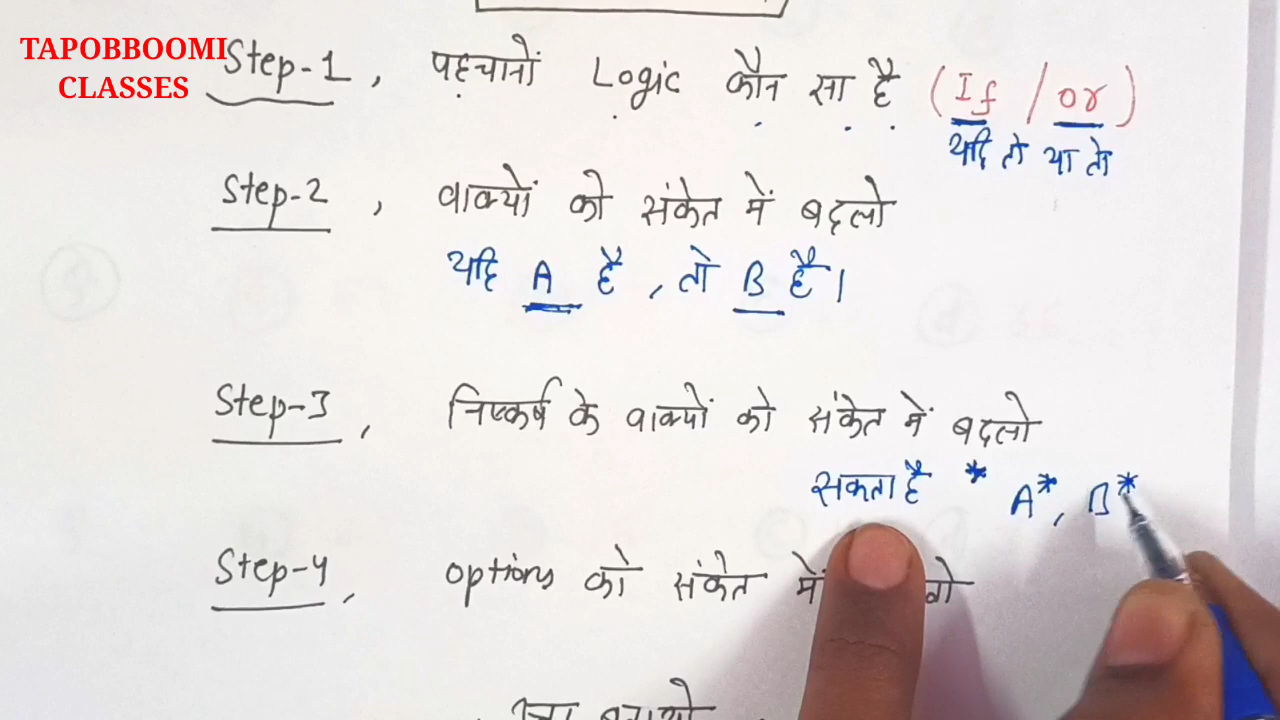 TAPOBBOOMI
CLASSES
Step-1, पहचानों Logic कौन सा है (If / or)
यदि तो या तो
Step-2, वाक्यों को संकेत में बदलो
यदि A है, तो B है।
Step-3, निष्कर्ष के वाक्यों को संकेत में बदलो
सकता है * A*, B*
Step-4, options को संकेत में